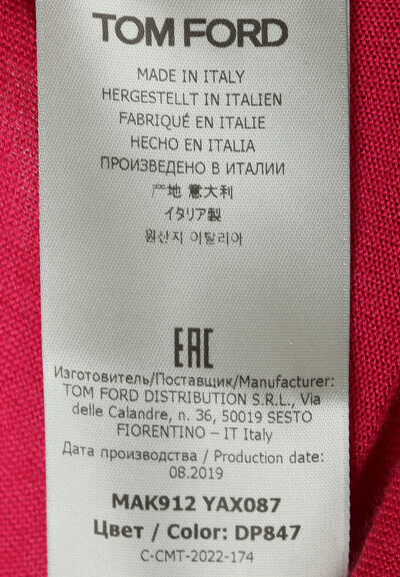 TOM FORD
MADE IN ITALY
HERGESTELLT IN ITALIEN
FABRIQUÉ EN ITALIE
HECHO EN ITALIA
ПРОИЗВЕДЕНО В ИТАЛИИ
产地 意大利
イタリア製
원산지 이탈리아
EAC
Изготовитель/Поставщик/Manufacturer:
TOM FORD DISTRIBUTION S.R.L., Via
delle Calandre, n. 36, 50019 SESTO
FIORENTINO – IT Italy
Дата производства / Production date:
08.2019
MAK912 YAX087
Цвет / Color: DP847
C-CMT-2022-174